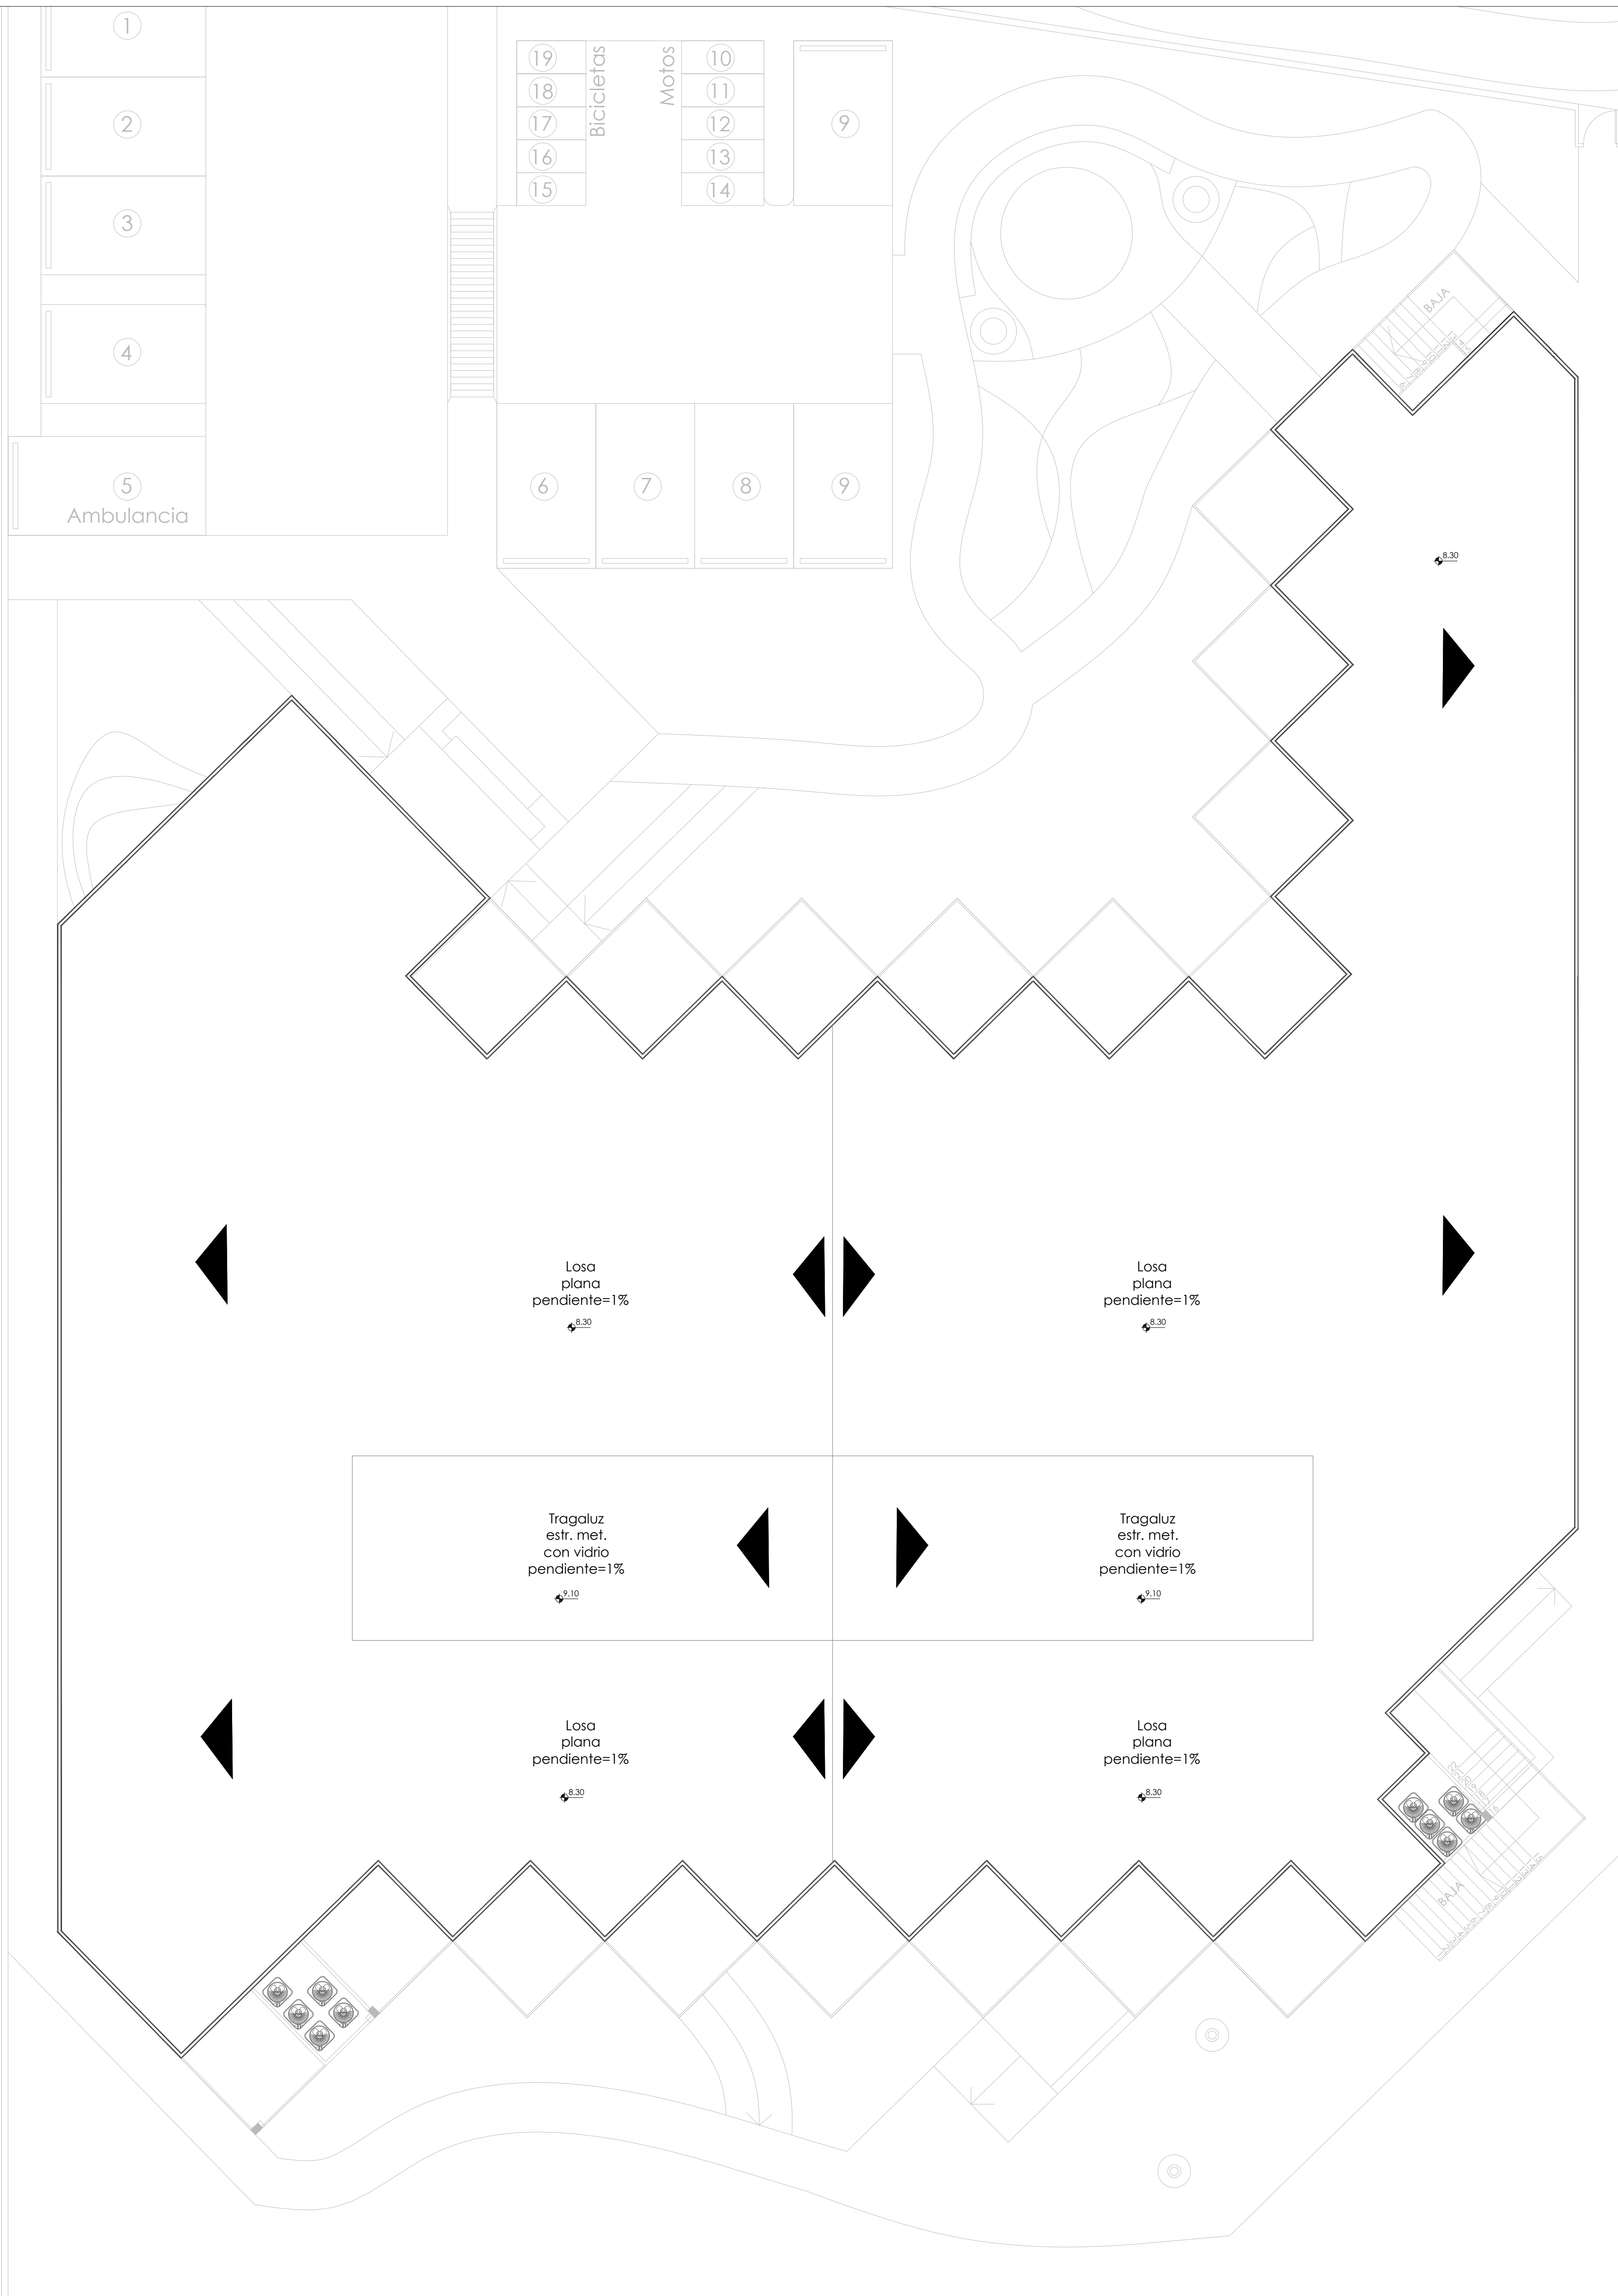 1
2
3
4
5
Ambulancia
19
18
17
16
15
Bicicletas
Motos
10
11
12
13
14
9
6
7
8
9
BAJA
8.30
Losa
plana
pendiente=1%
8.30
Losa
plana
pendiente=1%
8.30
Tragaluz
estr. met.
con vidrio
pendiente=1%
9.10
Tragaluz
estr. met.
con vidrio
pendiente=1%
9.10
Losa
plana
pendiente=1%
8.30
Losa
plana
pendiente=1%
8.30
BAJA